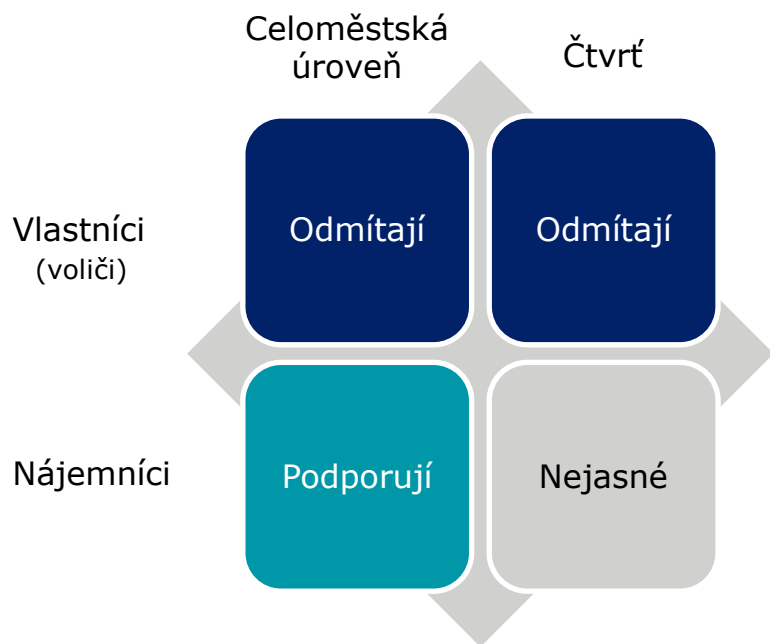 Celoměstská
úroveň
Čtvrť
Vlastníci
(voliči)
Odmítají
Odmítají
Nájemníci
Podporují
Nejasné